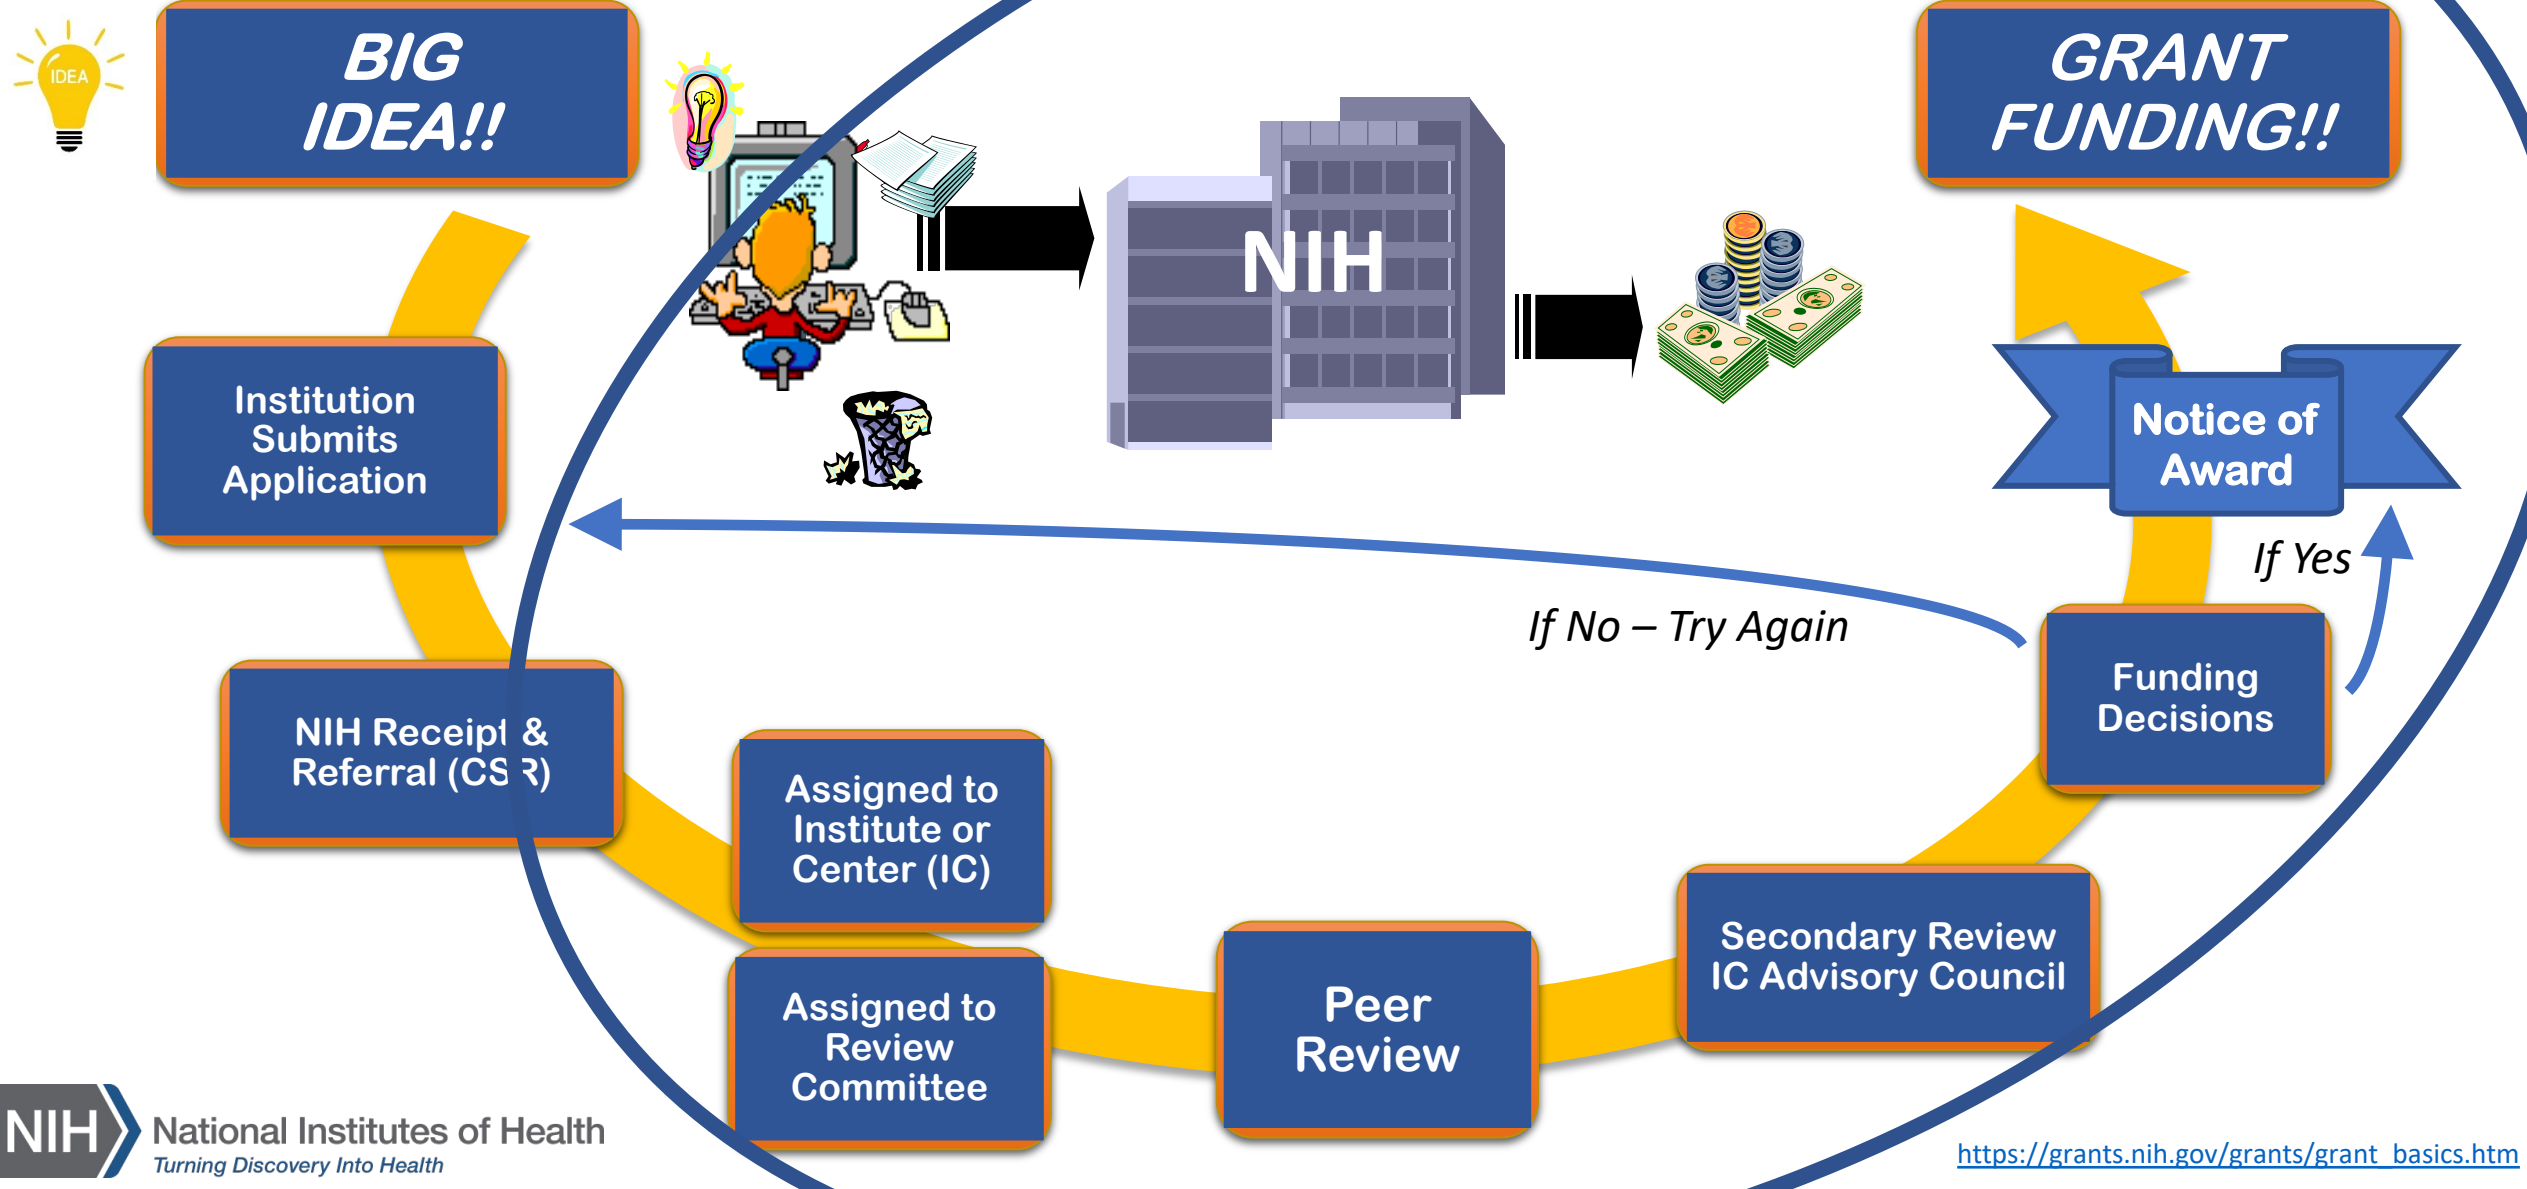 IDEA
BIG
IDEA!!
GRANT
FUNDING!!
NIH
Institution
Submits
Application
Notice of
Award
If Yes
If No – Try Again
Funding
Decisions
NIH Receipt &
Referral (CSR)
Assigned to
Institute or
Center (IC)
Assigned to
Review
Committee
Peer
Review
Secondary Review
IC Advisory Council
NIH
National Institutes of Health
Turning Discovery Into Health
https://grants.nih.gov/grants/grant_basics.htm